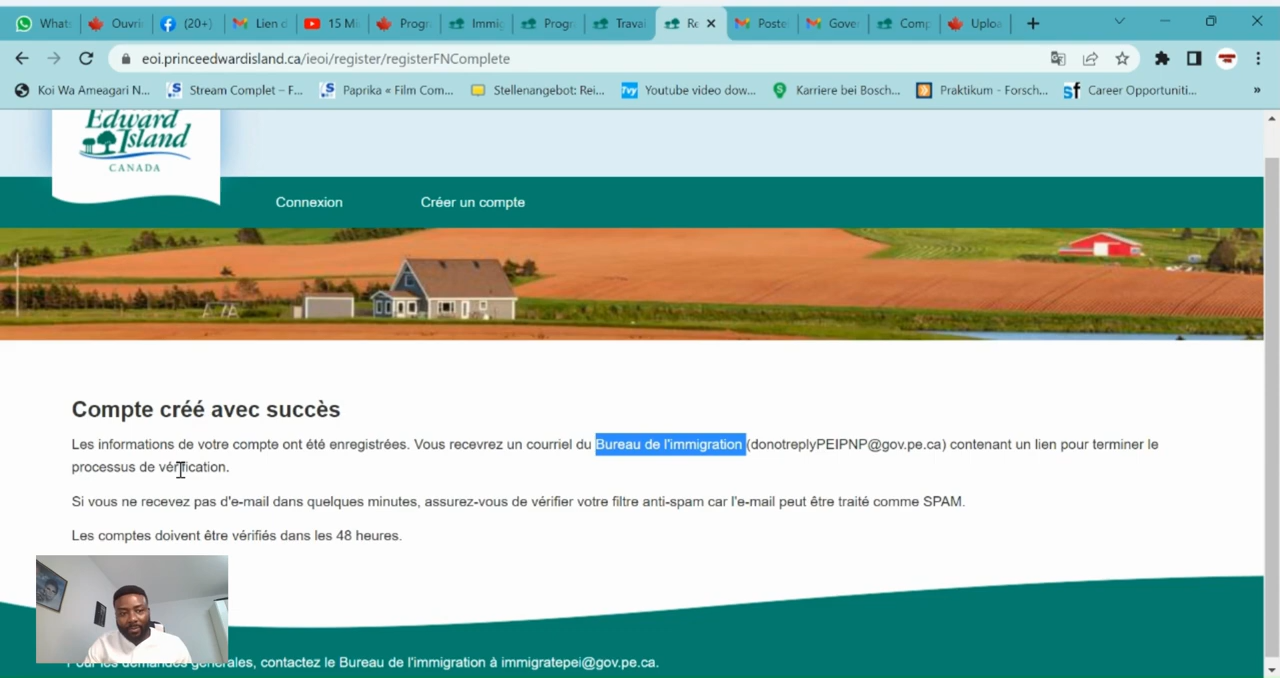 Whats
Ouvri
(20+)
Lien d
15 Mi
Progr
Immig
Progr
Travai
Re
Poste
Gover
Comp
Uploa
eoi.princeedwardisland.ca/ieoi/register/registerFNComplete
Koi Wa Ameagari N...
Stream Complet – F...
Paprika « Film Com...
Stellenangebot: Rei...
Youtube video dow...
Karriere bei Bosch...
Praktikum - Forsch...
Career Opportuniti...
»
Edward
Island
CANADA
Connexion
Créer un compte
Compte créé avec succès
Les informations de votre compte ont été enregistrées. Vous recevrez un courriel du Bureau de l'immigration (donotreplyPEIPNP@gov.pe.ca) contenant un lien pour terminer le
processus de vérification.
Si vous ne recevez pas d'e-mail dans quelques minutes, assurez-vous de vérifier votre filtre anti-spam car l'e-mail peut être traité comme SPAM.
Les comptes doivent être vérifiés dans les 48 heures.
Pour les demandes générales, contactez le Bureau de l'immigration à immigratepei@gov.pe.ca.